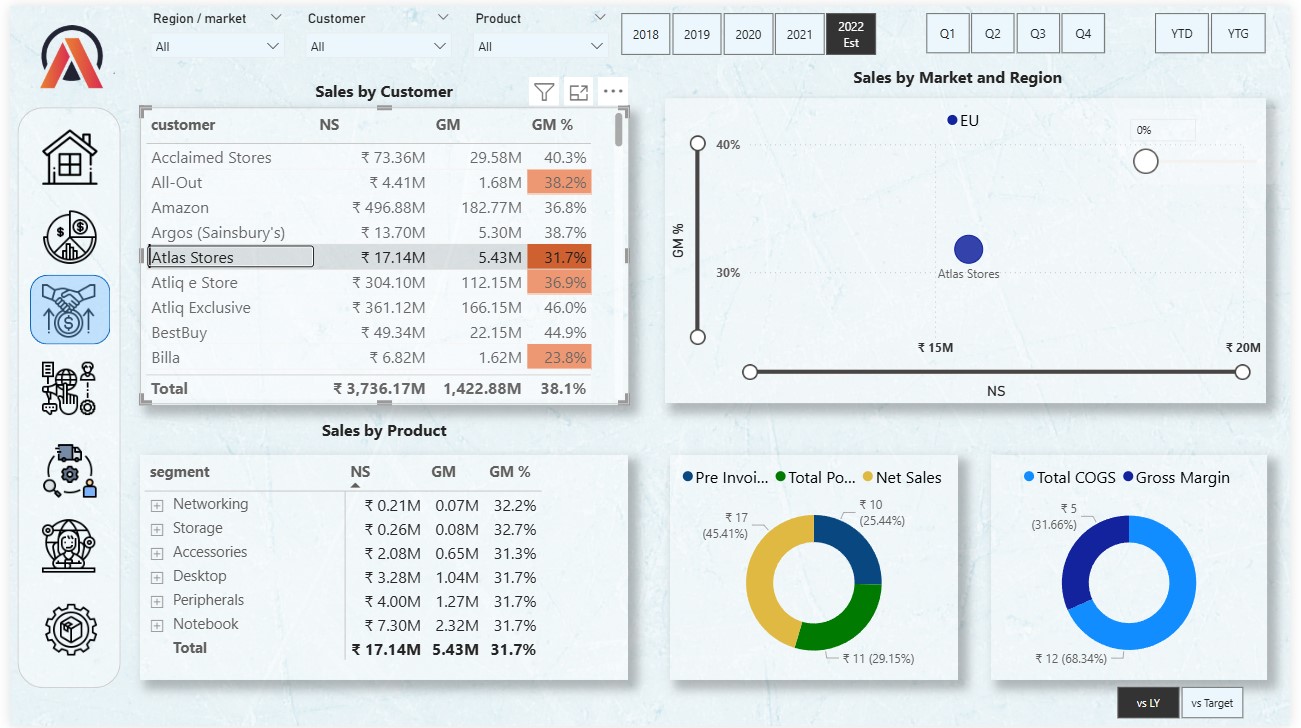 Region / market
Customer
Product
All
All
All
2018
2019
2020
2021
2022
Est
Q1
Q2
Q3
Q4
YTD
YTG
Sales by Customer
customer NS GM GM %
Acclaimed Stores ₹ 73.36M 29.58M 40.3%
All-Out ₹ 4.41M 1.68M 38.2%
Amazon ₹ 496.88M 182.77M 36.8%
Argos (Sainsbury's) ₹ 13.70M 5.30M 38.7%
Atlas Stores ₹ 17.14M 5.43M 31.7%
Atliq e Store ₹ 304.10M 112.15M 36.9%
Atliq Exclusive ₹ 361.12M 166.15M 46.0%
BestBuy ₹ 49.34M 22.15M 44.9%
Billa ₹ 6.82M 1.62M 23.8%
Total ₹ 3,736.17M 1,422.88M 38.1%
Sales by Market and Region
EU
0%
40%
GM %
30%
Atlas Stores
₹ 15M
₹ 20M
NS
Sales by Product
segment NS GM GM %
Networking ₹ 0.21M 0.07M 32.2%
Storage ₹ 0.26M 0.08M 32.7%
Accessories ₹ 2.08M 0.65M 31.3%
Desktop ₹ 3.28M 1.04M 31.7%
Peripherals ₹ 4.00M 1.27M 31.7%
Notebook ₹ 7.30M 2.32M 31.7%
Total ₹ 17.14M 5.43M 31.7%
Pre Invoi... Total Po... Net Sales
₹ 10
(25.44%)
₹ 17
(45.41%)
₹ 11 (29.15%)
Total COGS Gross Margin
₹ 5
(31.66%)
₹ 12 (68.34%)
vs LY
vs Target